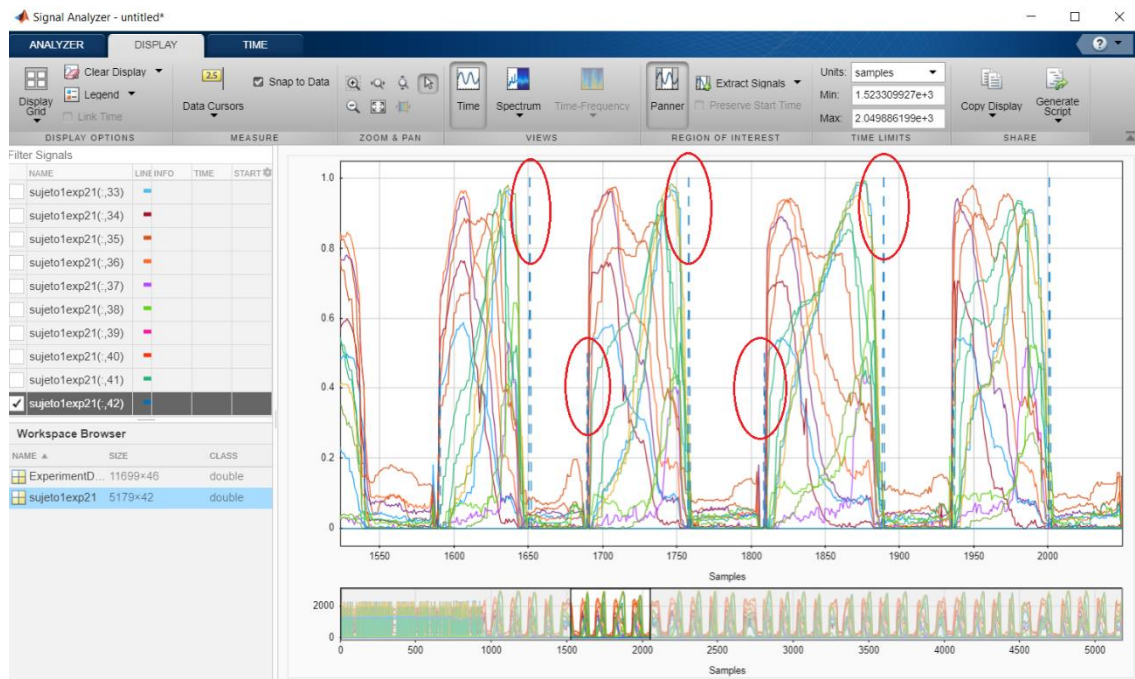 Signal Analyzer - untitled*
ANALYZER DISPLAY TIME
?
Display Grid
Clear Display
Legend
Link Time
DISPLAY OPTIONS
2.5
Data Cursors
Snap to Data
MEASURE
ZOOM & PAN
Time
Spectrum
Time-Frequency
VIEWS
Panner
Extract Signals
Preserve Start Time
REGION OF INTEREST
Units: samples
Min: 1.523309927e+3
Max: 2.049886199e+3
TIME LIMITS
Copy Display
Generate Script
SHARE
Filter Signals
NAME LINE INFO TIME START
sujeto1exp21(:,33)
sujeto1exp21(:,34)
sujeto1exp21(:,35)
sujeto1exp21(:,36)
sujeto1exp21(:,37)
sujeto1exp21(:,38)
sujeto1exp21(:,39)
sujeto1exp21(:,40)
sujeto1exp21(:,41)
sujeto1exp21(:,42)
Workspace Browser
NAME SIZE CLASS
ExperimentD... 11699×46 double
sujeto1exp21 5179×42 double
1.0
0.8
0.6
0.4
0.2
0
1550 1600 1650 1700 1750 1800 1850 1900 1950 2000
Samples
2000
0
0 500 1000 1500 2000 2500 3000 3500 4000 4500 5000
Samples